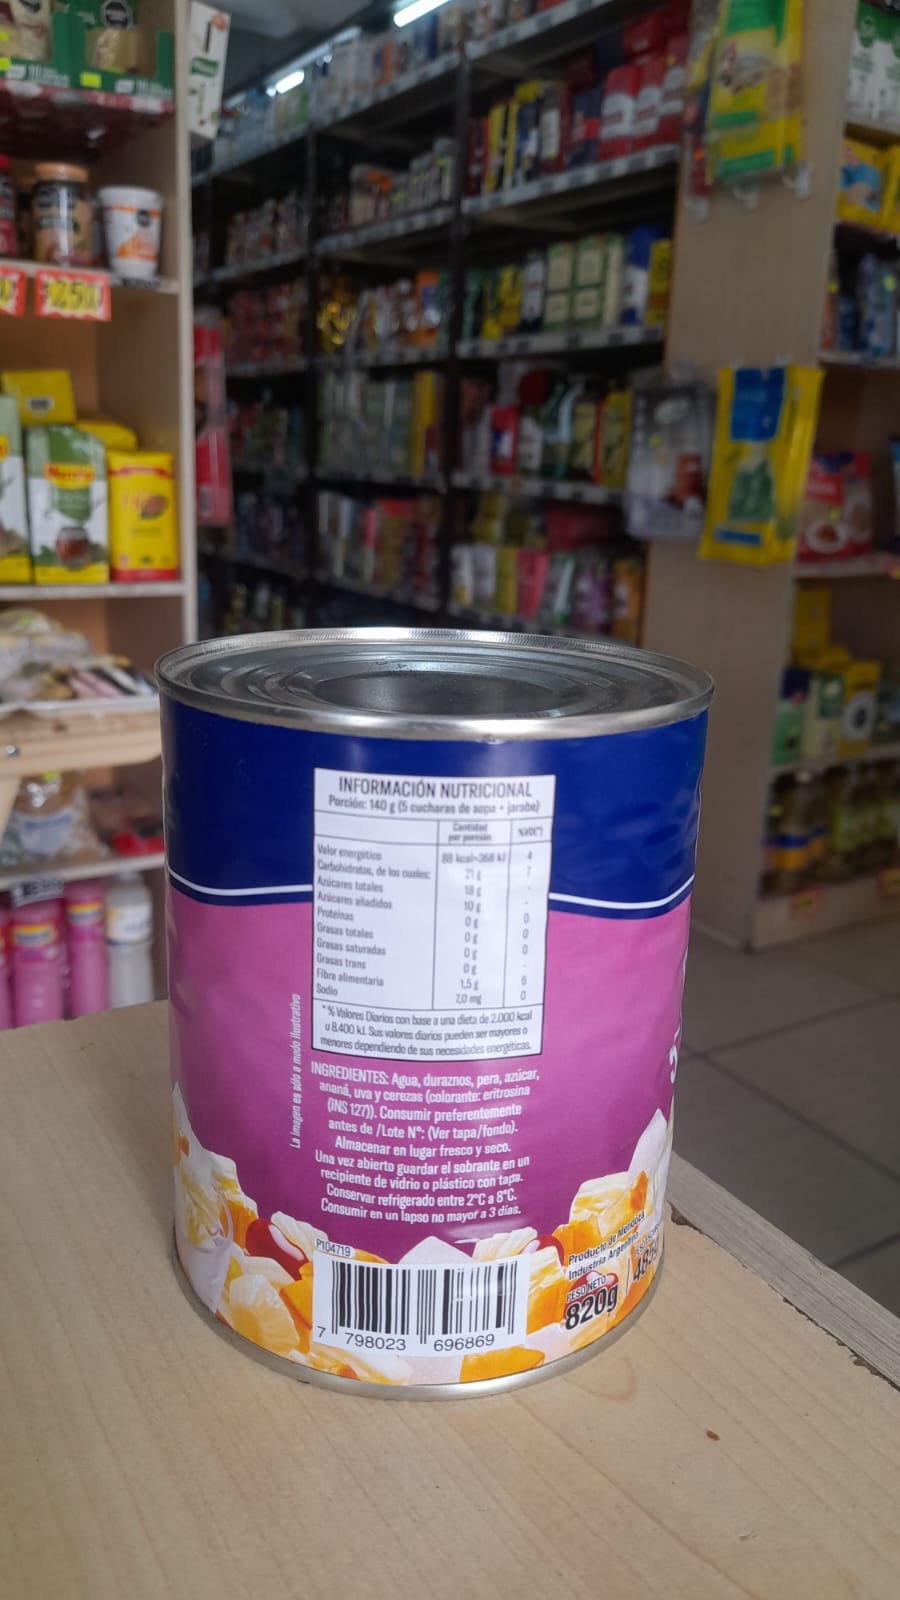 INFORMACIÓN NUTRICIONAL
Porción: 140 g (5 cucharas de sopa + jarabe)
Cantidad por porción %VD(*)
Valor energético 88 kcal=368 kJ 4
Carbohidratos, de los cuales: 21 g 7
Azúcares totales 18 g -
Azúcares añadidos 10 g -
Proteínas 0 g 0
Grasas totales 0 g 0
Grasas saturadas 0 g 0
Grasas trans 0 g -
Fibra alimentaria 1,5 g 6
Sodio 7,0 mg 0
* % Valores Diarios con base a una dieta de 2.000 kcal
u 8.400 kJ. Sus valores diarios pueden ser mayores o
menores dependiendo de sus necesidades energéticas.
La imagen es sólo a modo ilustrativo
INGREDIENTES: Agua, duraznos, pera, azúcar,
ananá, uva y cerezas (colorante: eritrosina
(INS 127)). Consumir preferentemente
antes de /Lote N°: (Ver tapa/fondo).
Almacenar en lugar fresco y seco.
Una vez abierto guardar el sobrante en un
recipiente de vidrio o plástico con tapa.
Conservar refrigerado entre 2°C a 8°C.
Consumir en un lapso no mayor a 3 días.
P104719
7 798023 696869
Producto de Mendoza
Industria Argentina
PESO NETO
820g